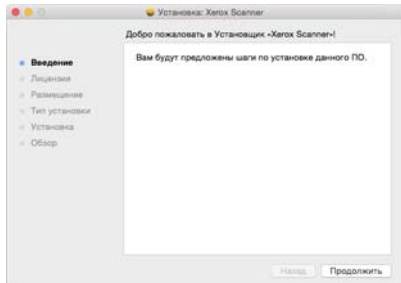 Установка: Xerox Scanner
Добро пожаловать в Установщик «Xerox Scanner»!
Введение
Лицензия
Размещение
Тип установки
Установка
Обзор
Вам будут предложены шаги по установке данного ПО.
Назад
Продолжить